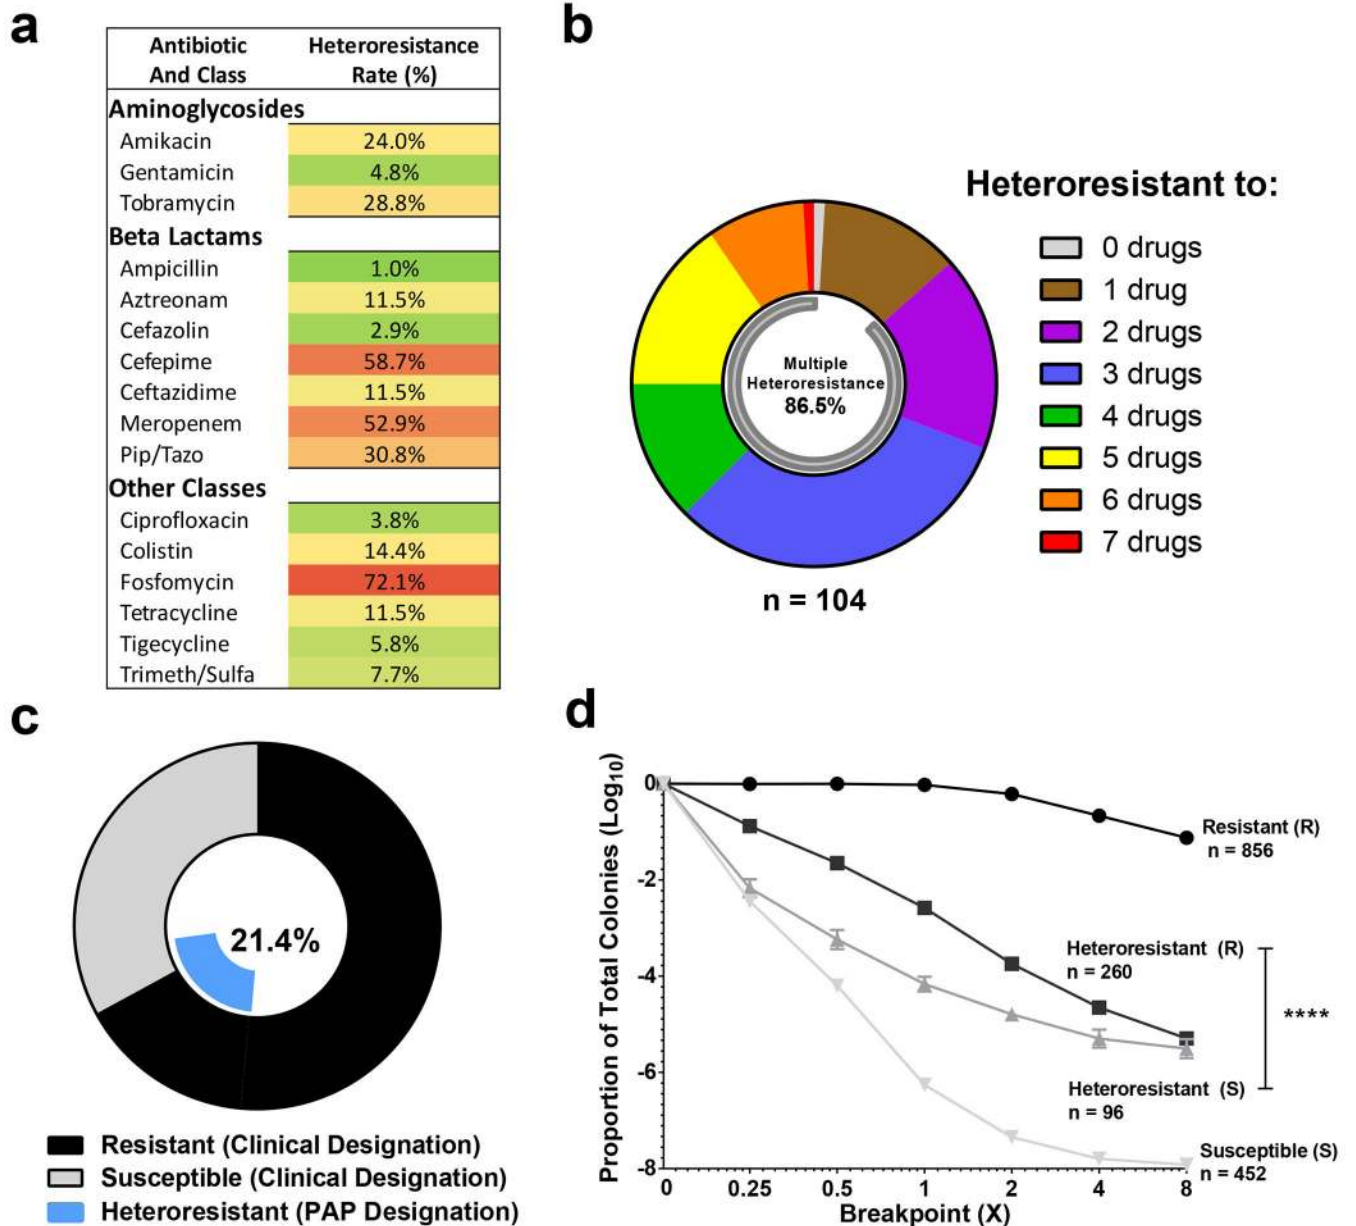 a
Antibiotic And Class
Heteroresistance Rate (%)
Aminoglycosides
Amikacin 24.0%
Gentamicin 4.8%
Tobramycin 28.8%
Beta Lactams
Ampicillin 1.0%
Aztreonam 11.5%
Cefazolin 2.9%
Cefepime 58.7%
Ceftazidime 11.5%
Meropenem 52.9%
Pip/Tazo 30.8%
Other Classes
Ciprofloxacin 3.8%
Colistin 14.4%
Fosfomycin 72.1%
Tetracycline 11.5%
Tigecycline 5.8%
Trimeth/Sulfa 7.7%
b
Multiple
Heteroresistance
86.5%
n = 104
Heteroresistant to:
0 drugs
1 drug
2 drugs
3 drugs
4 drugs
5 drugs
6 drugs
7 drugs
c
21.4%
Resistant (Clinical Designation)
Susceptible (Clinical Designation)
Heteroresistant (PAP Designation)
d
Proportion of Total Colonies (Log10)
0
-2
-4
-6
-8
0 0.25 0.5 1 2 4 8
Breakpoint (X)
Resistant (R)
n = 856
Heteroresistant (R)
n = 260
****
Heteroresistant (S)
n = 96
Susceptible (S)
n = 452